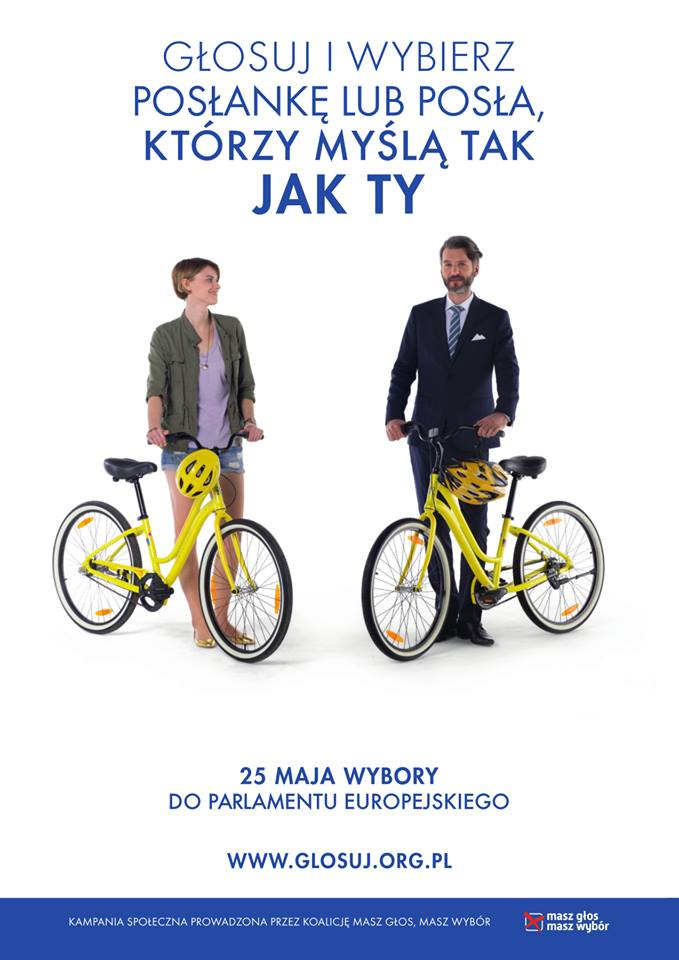 GŁOSUJ I WYBIERZ
POSŁANKĘ LUB POSŁA,
KTÓRZY MYŚLĄ TAK
JAK TY
25 MAJA WYBORY
DO PARLAMENTU EUROPEJSKIEGO
WWW.GLOSUJ.ORG.PL
KAMPANIA SPOŁECZNA PROWADZONA PRZEZ KOALICJĘ MASZ GŁOS, MASZ WYBÓR
masz głos
masz wybór